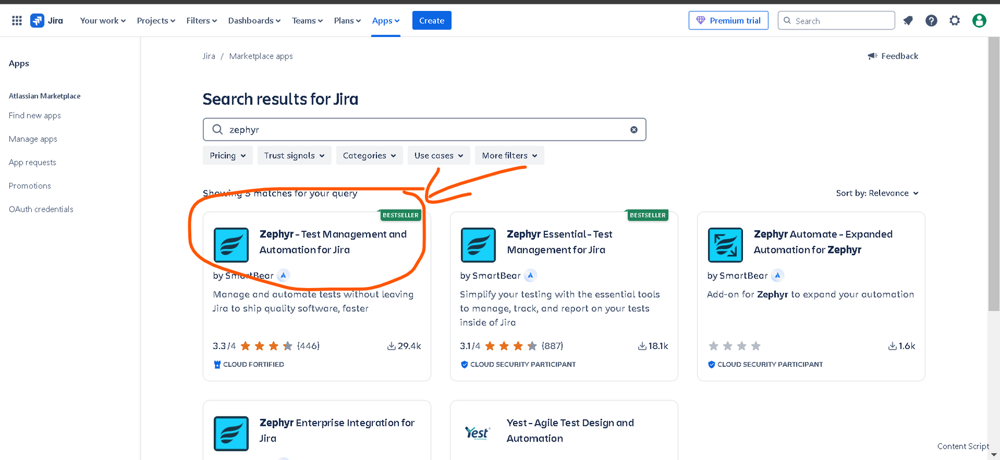 Jira
Your work
Projects
Filters
Dashboards
Teams
Plans
Apps
Create
Premium trial
Search
Apps
Atlassian Marketplace
Find new apps
Manage apps
App requests
Promotions
OAuth credentials
Jira / Marketplace apps
Feedback
Search results for Jira
zephyr
Pricing
Trust signals
Categories
Use cases
More filters
Showing 5 matches for your query
Sort by: Relevance
BESTSELLER
Zephyr - Test Management and
Automation for Jira
by SmartBear
Manage and automate tests without leaving
Jira to ship quality software, faster
3.3/4 (446) 29.4k
CLOUD FORTIFIED
BESTSELLER
Zephyr Essential - Test
Management for Jira
by SmartBear
Simplify your testing with the essential tools
to manage, track, and report on your tests
inside of Jira
3.1/4 (887) 18.1k
CLOUD SECURITY PARTICIPANT
Zephyr Automate - Expanded
Automation for Zephyr
by SmartBear
Add-on for Zephyr to expand your automation
1.6k
CLOUD SECURITY PARTICIPANT
Zephyr Enterprise Integration for
Jira
Yest
Yest - Agile Test Design and
Automation
Content Script